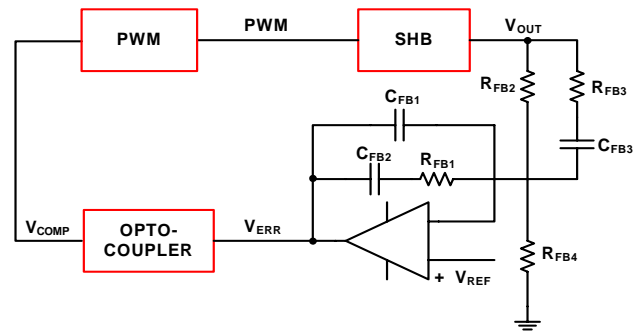 PWM
PWM
SHB
VOUT
RFB2
RFB3
CFB1
CFB3
CFB2
RFB1
VCOMP
OPTO-
COUPLER
VERR
+
VREF
RFB4